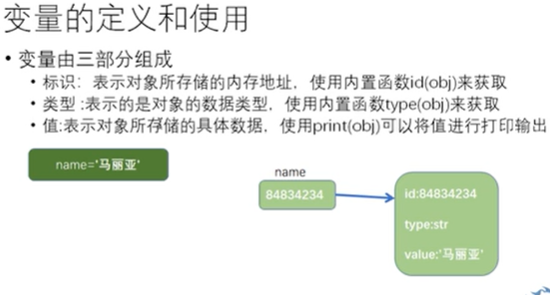 变量的定义和使用
• 变量由三部分组成
• 标识：表示对象所存储的内存地址，使用内置函数id(obj)来获取
• 类型 :表示的是对象的数据类型，使用内置函数type(obj)来获取
• 值:表示对象所存储的具体数据，使用print(obj)可以将值进行打印输出
name='马丽亚'
name
84834234
id:84834234
type:str
value:'马丽亚'